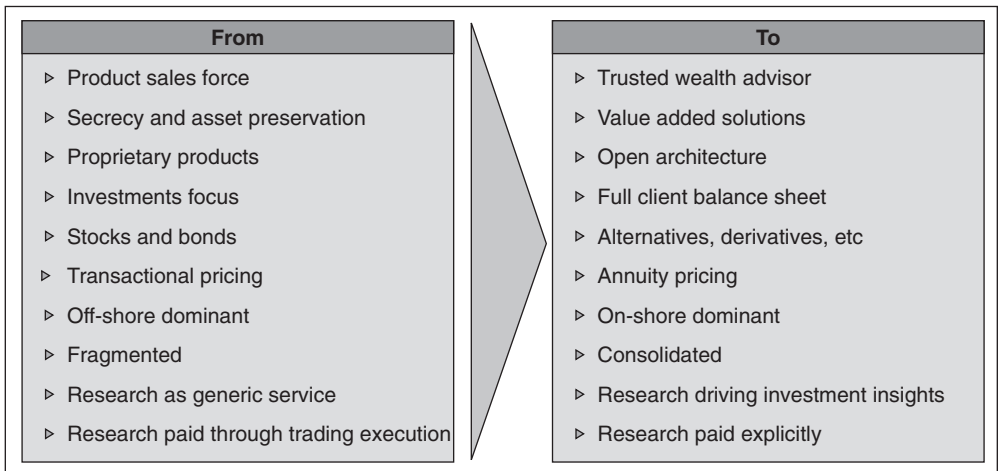 From
Product sales force
Secrecy and asset preservation
Proprietary products
Investments focus
Stocks and bonds
Transactional pricing
Off-shore dominant
Fragmented
Research as generic service
Research paid through trading execution
To
Trusted wealth advisor
Value added solutions
Open architecture
Full client balance sheet
Alternatives, derivatives, etc
Annuity pricing
On-shore dominant
Consolidated
Research driving investment insights
Research paid explicitly